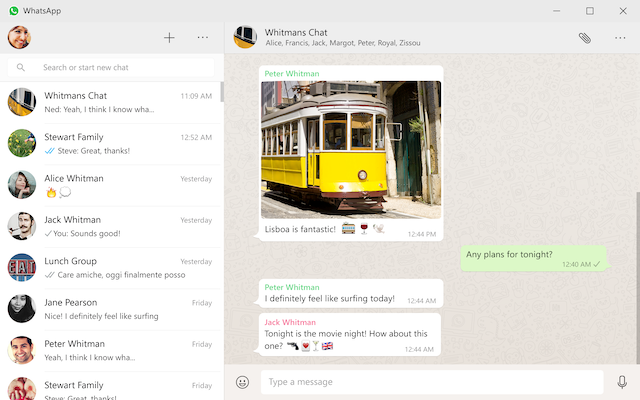 WhatsApp
Search or start new chat
Whitmans Chat
11:09 AM
Ned: Yeah, I think I know wha...
Stewart Family
12:52 AM
Steve: Great, thanks!
Alice Whitman
Yesterday
Jack Whitman
Yesterday
You: Sounds good!
Lunch Group
Yesterday
Care amiche, oggi finalmente posso
Jane Pearson
Friday
Nice! I definitely feel like surfing
Peter Whitman
Friday
Yeah, I think I know wha...
Stewart Family
Friday
Steve: Great, thanks!
Whitmans Chat
Alice, Francis, Jack, Margot, Peter, Royal, Zissou
Peter Whitman
Lisboa is fantastic!
12:44 PM
Any plans for tonight?
12:40 AM
Peter Whitman
I definitely feel like surfing today!
12:44 AM
Jack Whitman
Tonight is the movie night! How about this
one?
12:44 AM
Type a message
EAT